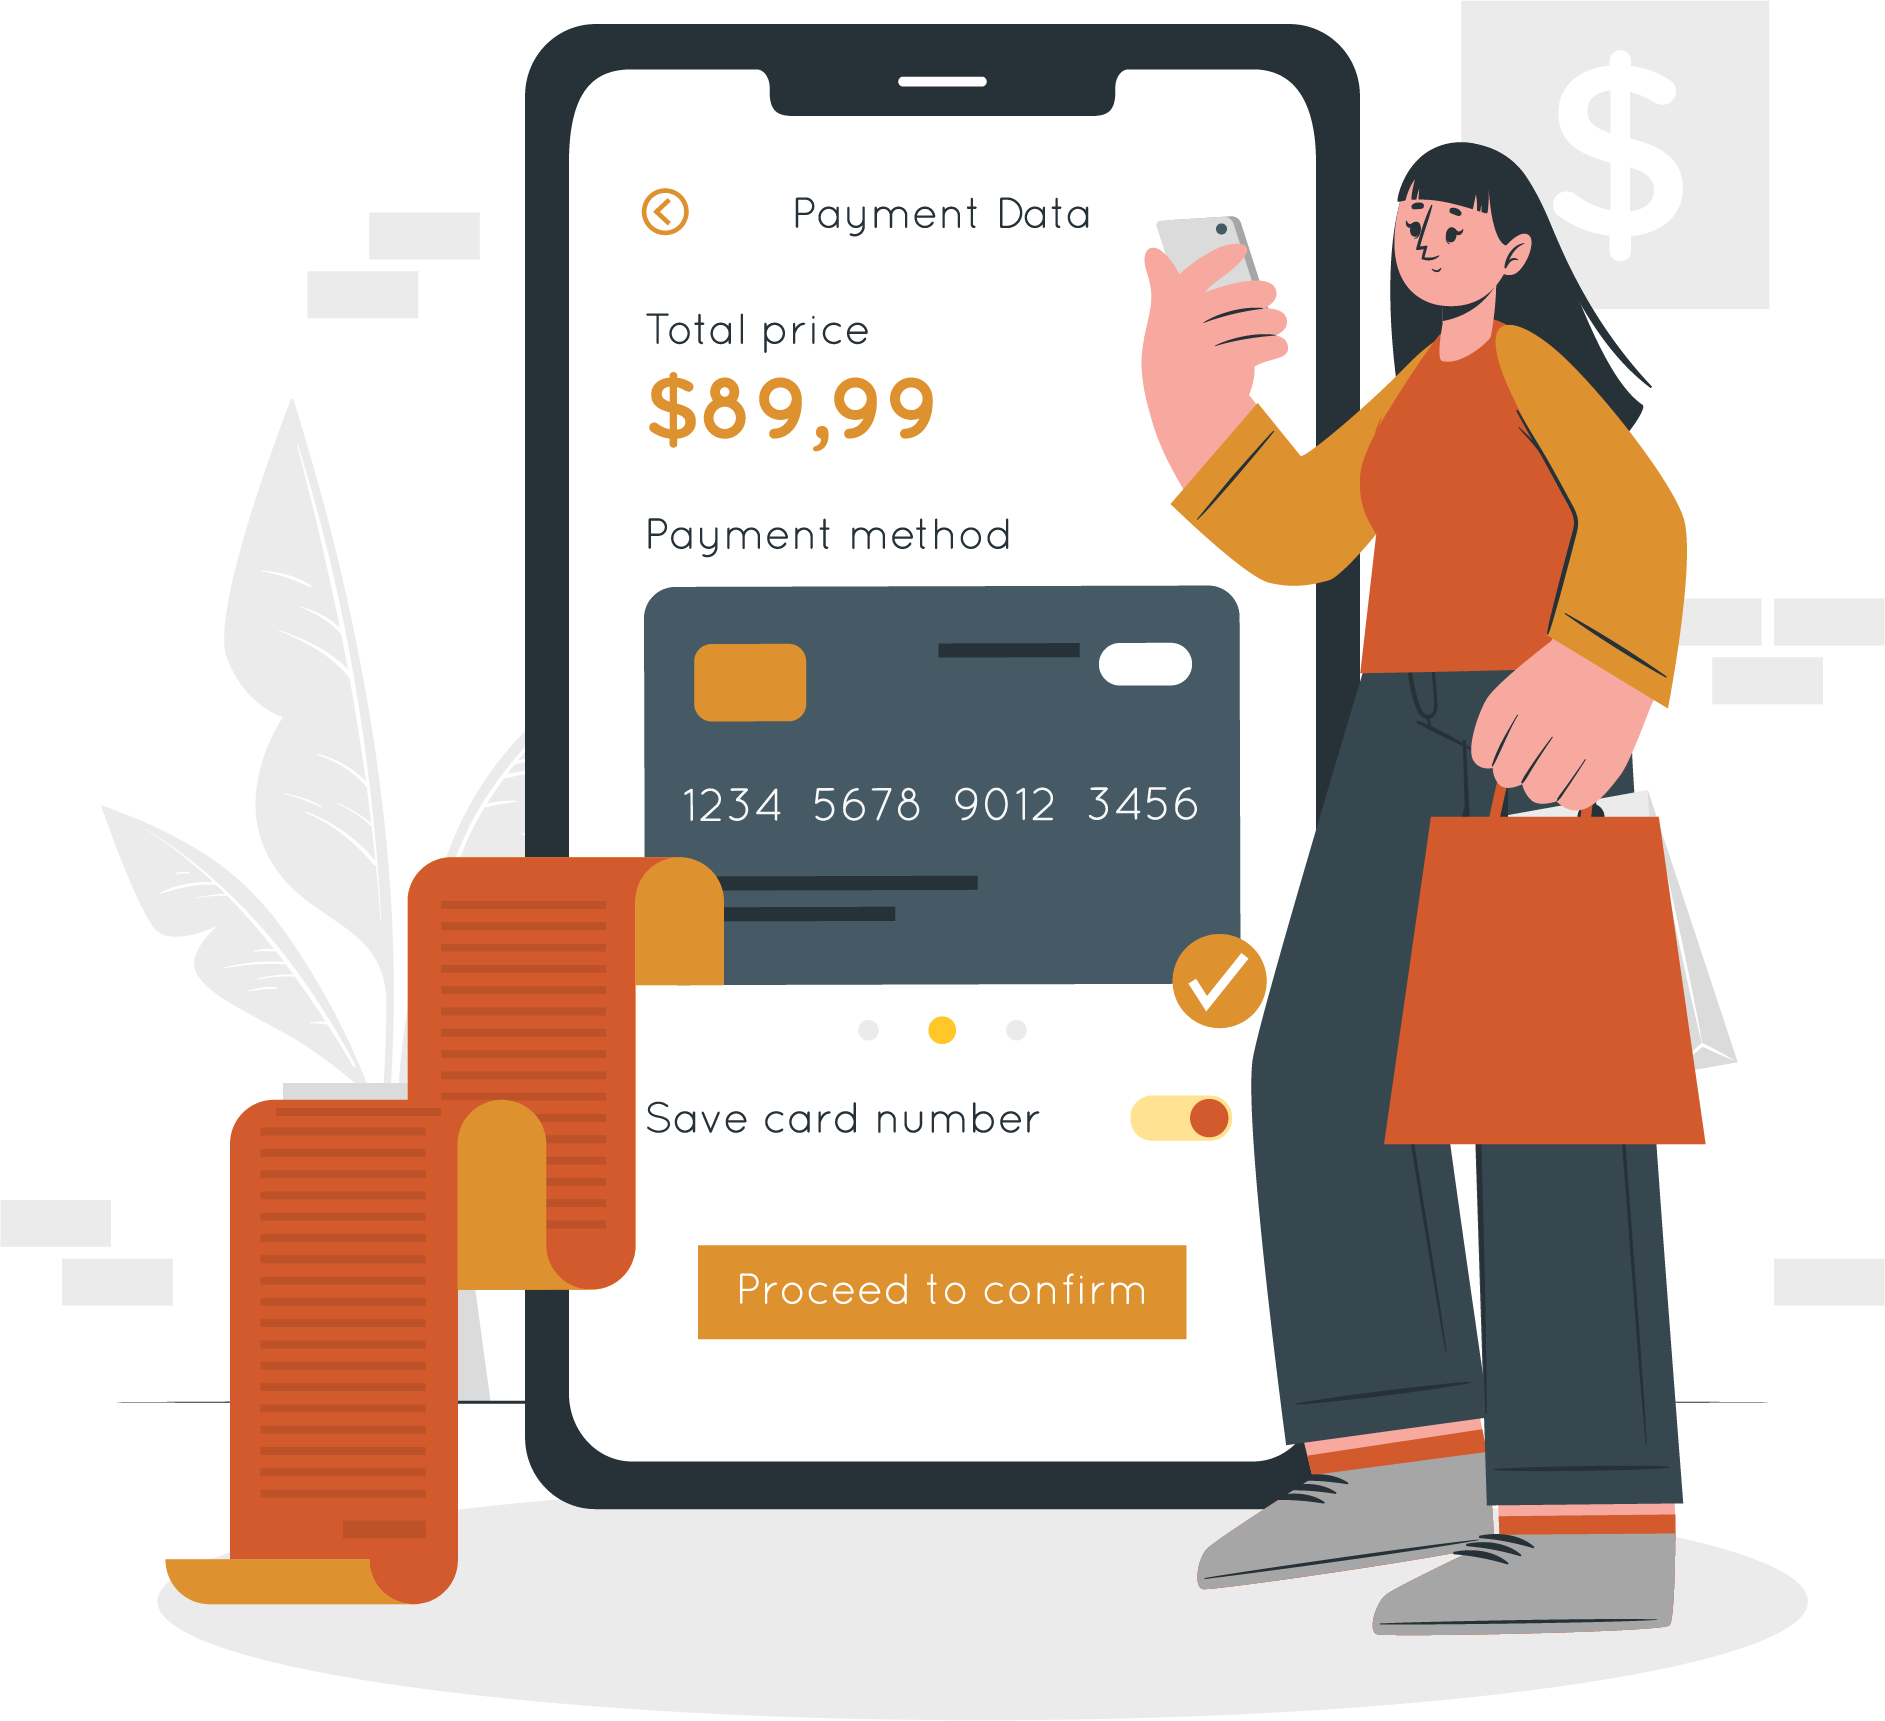 $
Payment Data
Total price
$89,99
Payment method
1234 5678 9012 3456
Save card number
Proceed to confirm